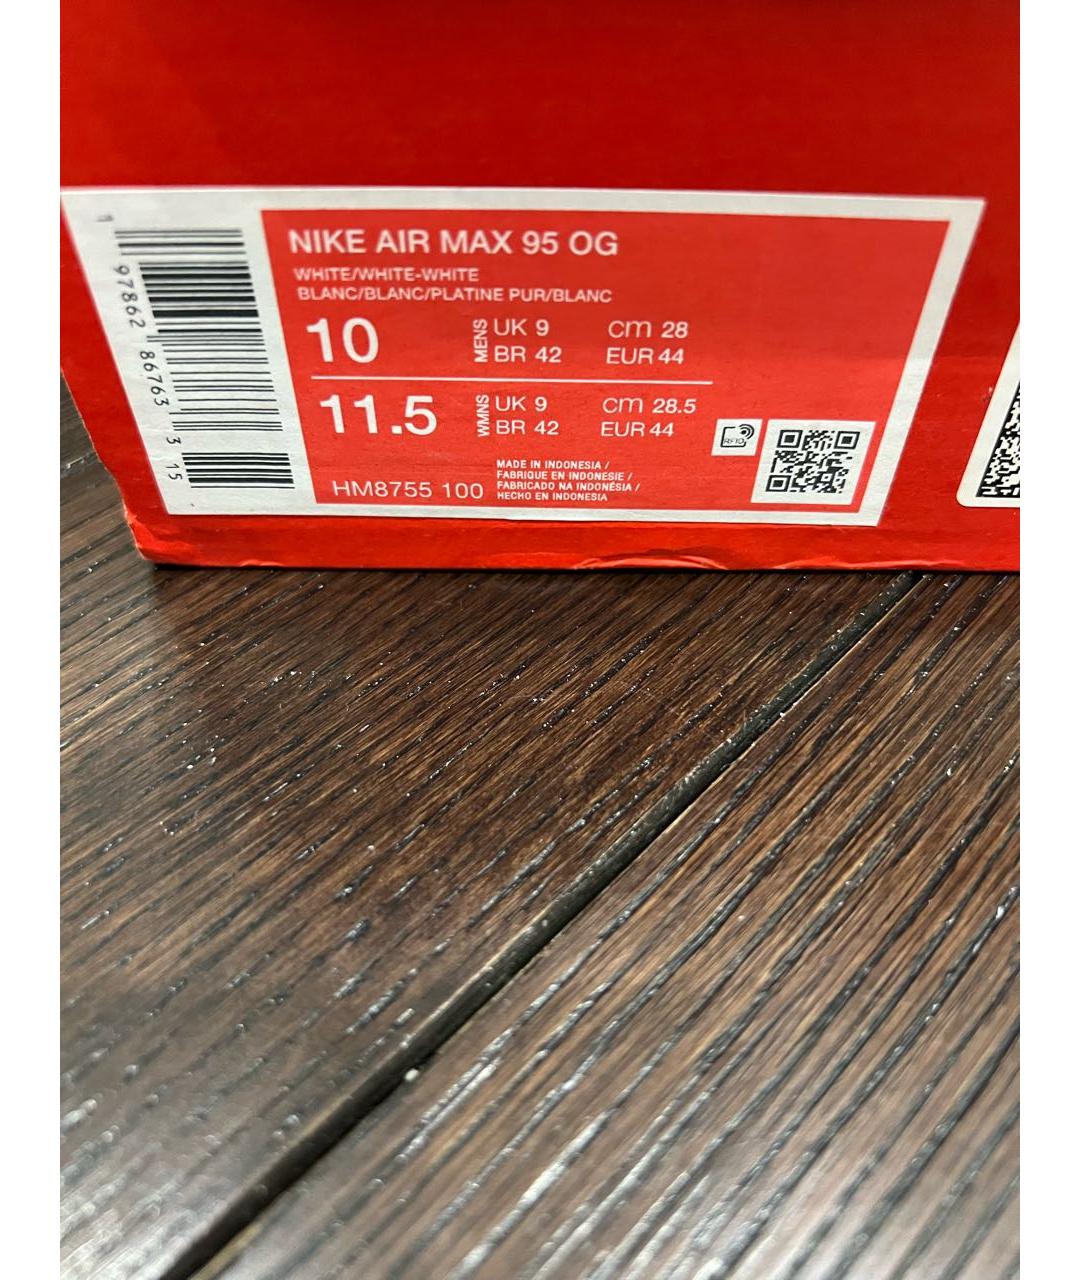 NIKE AIR MAX 95 OG
WHITE/WHITE-WHITE
BLANC/BLANC/PLATINE PUR/BLANC
10 MENS UK 9 cm 28
BR 42 EUR 44
11.5 WMNS UK 9 cm 28.5
BR 42 EUR 44
RFID
HM8755 100
MADE IN INDONESIA /
FABRIQUE EN INDONESIE /
FABRICADO NA INDONÉSIA /
HECHO EN INDONESIA
1 97862 86763 3 15